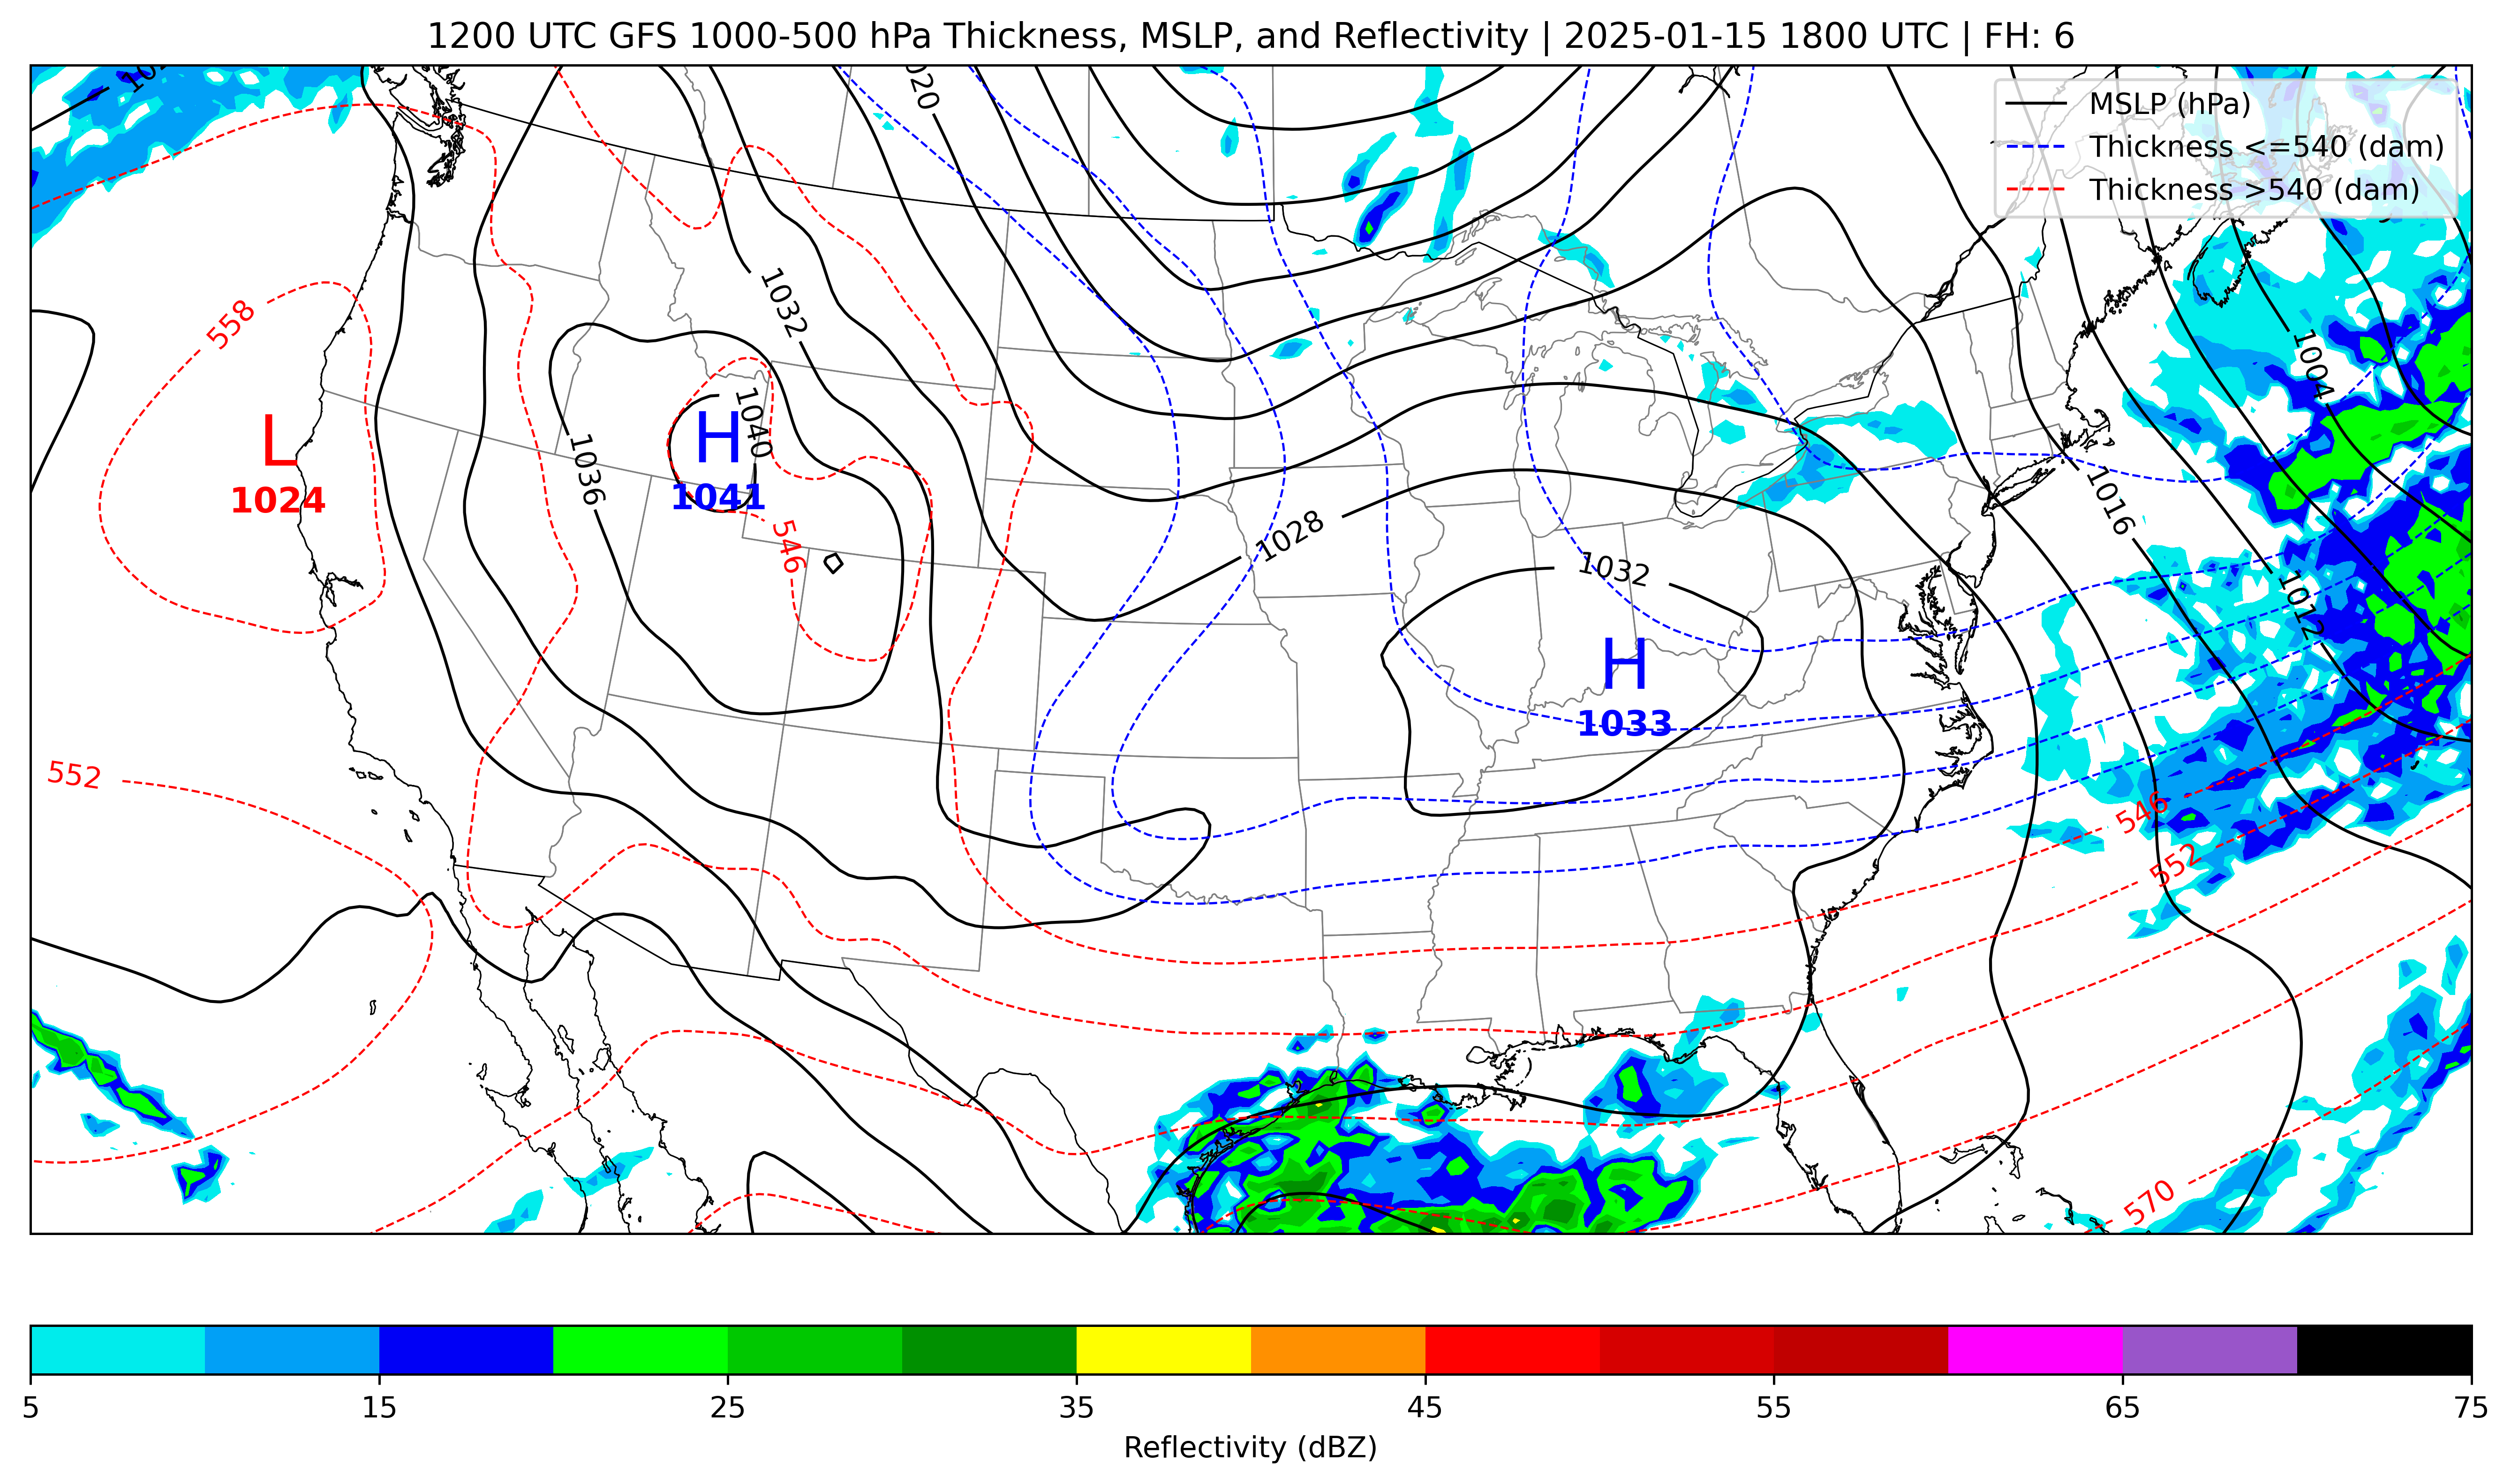 1200 UTC GFS 1000-500 hPa Thickness, MSLP, and Reflectivity | 2025-01-15 1800 UTC | FH: 6
MSLP (hPa)
Thickness <=540 (dam)
Thickness >540 (dam)
1020
1032
558
1004
L
1024
H
1041
1040
1036
1016
546
1028
1032
1012
H
1033
552
546
552
570
5 15 25 35 45 55 65 75
Reflectivity (dBZ)